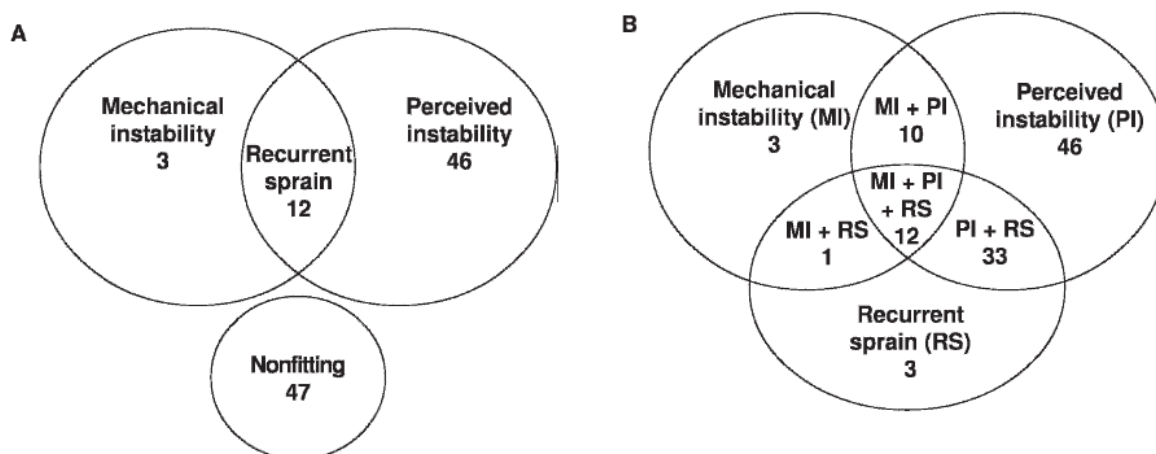 A
Mechanical
instability
3
Recurrent
sprain
12
Perceived
instability
46
Nonfitting
47
B
Mechanical
instability (MI)
3
MI + PI
10
Perceived
instability (PI)
46
MI + PI
+ RS
12
MI + RS
1
PI + RS
33
Recurrent
sprain (RS)
3